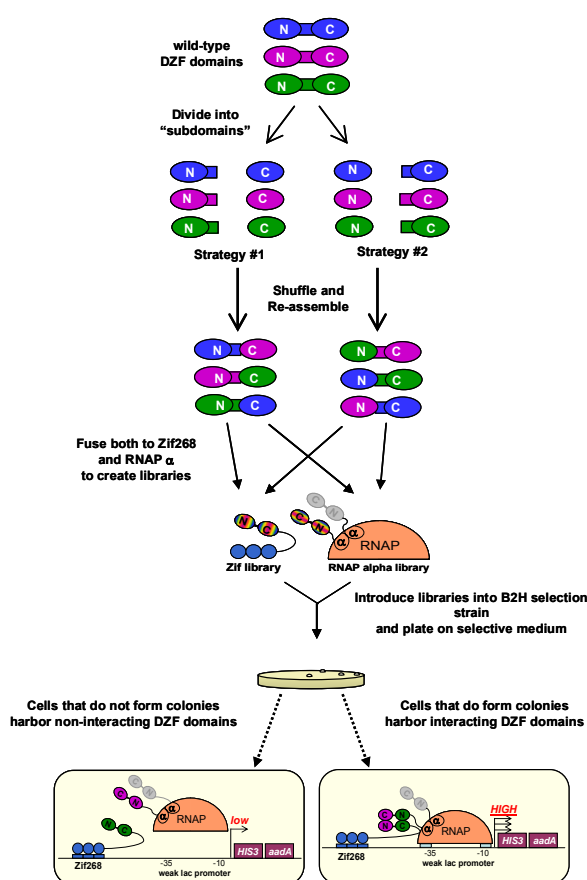 wild-type
DZF domains
N C
N C
N C
Divide into
“subdomains”
N C N C
N C N C
N C N C
Strategy #1
Strategy #2
Shuffle and
Re-assemble
N C N C
N C N C
N C N C
Fuse both to Zif268
and RNAP α
to create libraries
C N
N C
C N
α α
RNAP
Zif library
RNAP alpha library
Introduce libraries into B2H selection
strain
and plate on selective medium
Cells that do not form colonies
harbor non-interacting DZF domains
Cells that do form colonies
harbor interacting DZF domains
C N
C N
α α
RNAP
N C
low
Zif268
-35 -10
HIS3 aadA
weak lac promoter
C N
C N
N C
α α
RNAP
HIGH
Zif268
-35 -10
HIS3 aadA
weak lac promoter